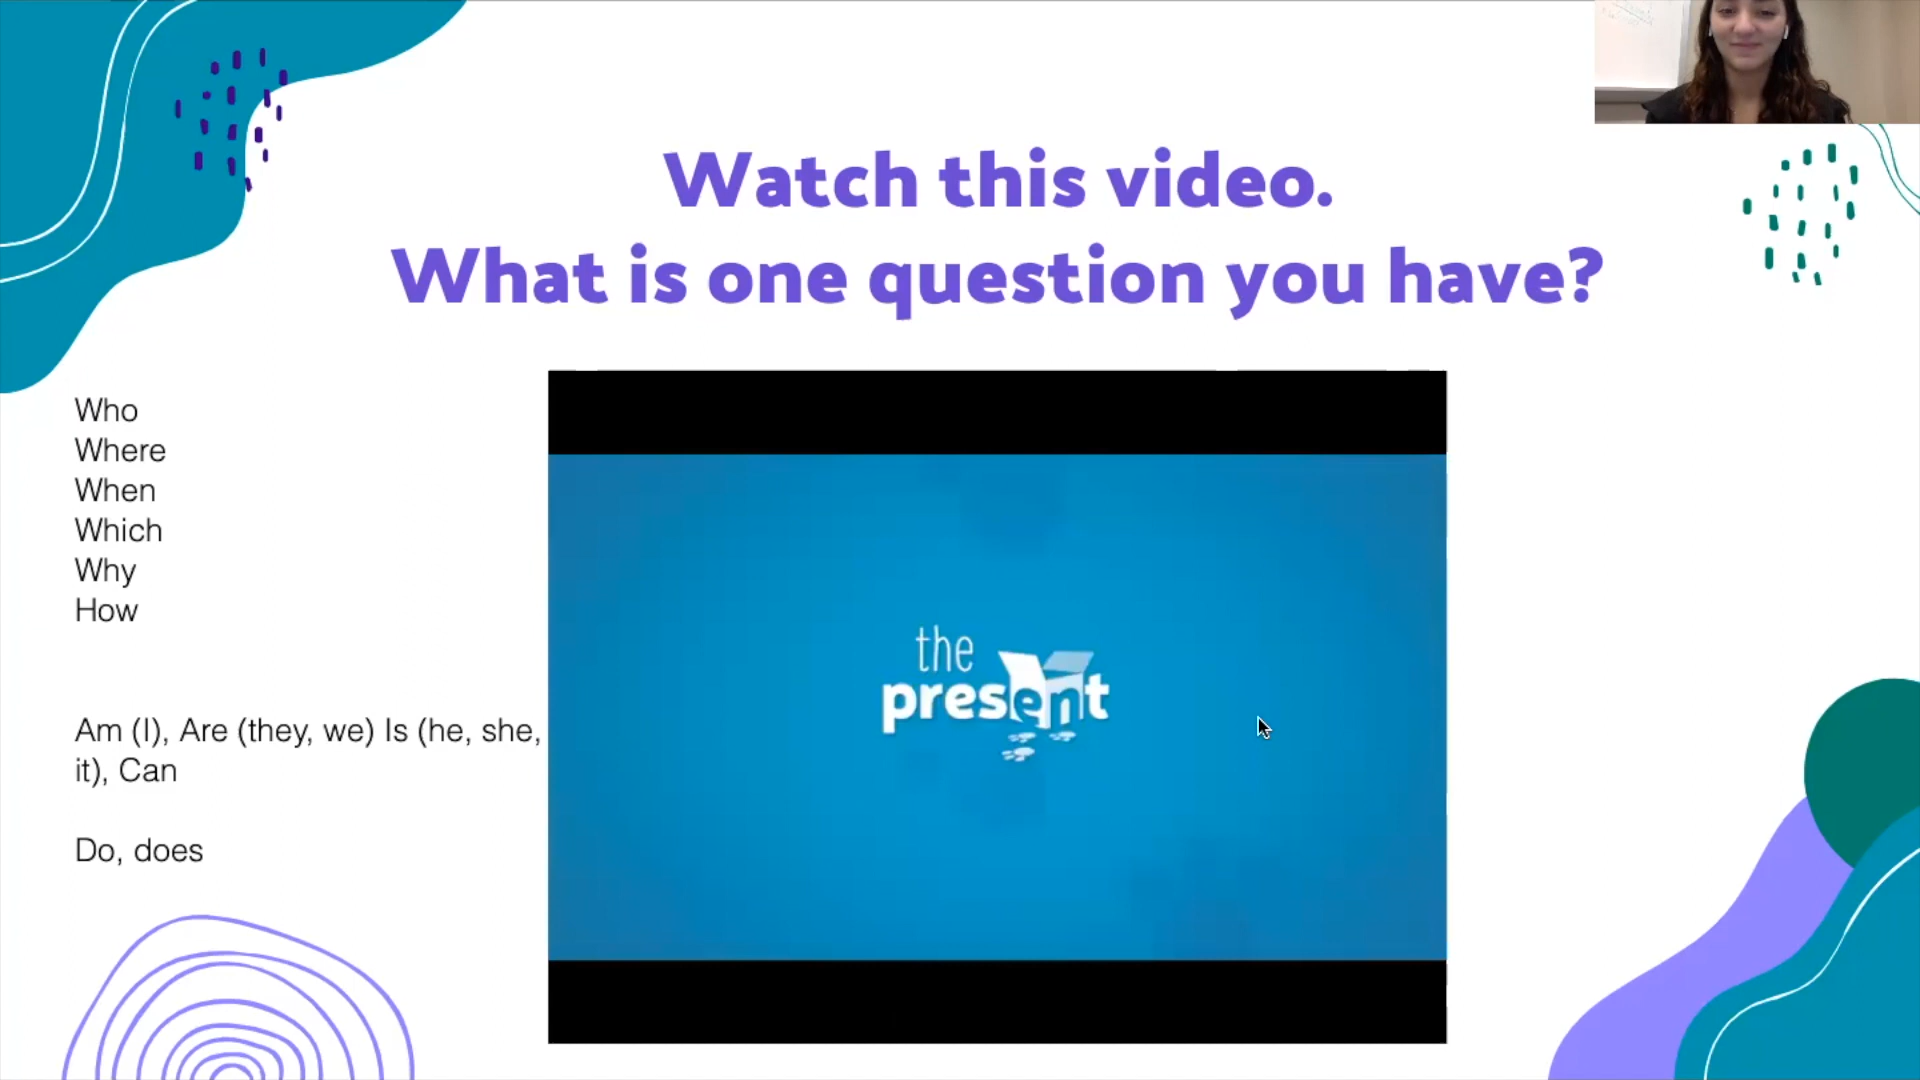 Watch this video.
What is one question you have?
Who
Where
When
Which
Why
How
Am (I), Are (they, we) Is (he, she,
it), Can
Do, does
the
present